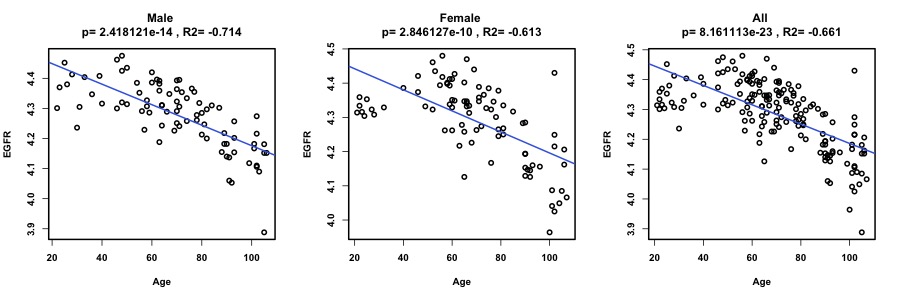 Male
p= 2.418121e-14 , R2= -0.714
EGFR
4.4
4.3
4.2
4.1
4.0
3.9
20 40 60 80 100
Age
Female
p= 2.846127e-10 , R2= -0.613
EGFR
4.5
4.4
4.3
4.2
4.1
4.0
20 40 60 80 100
Age
All
p= 8.161113e-23 , R2= -0.661
EGFR
4.5
4.4
4.3
4.2
4.1
4.0
3.9
20 40 60 80 100
Age